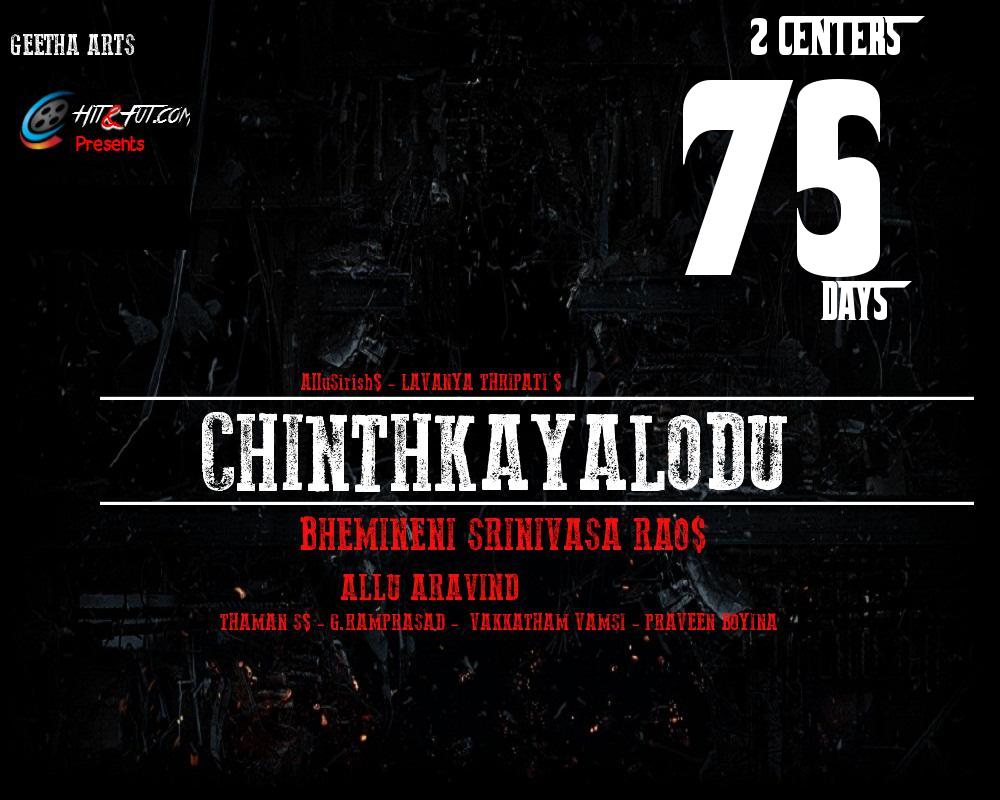 GEETHA ARTS
HIT&FUT.COM
Presents
2 CENTERS
75
DAYS
AlluSirish$ - LAVANYA THRIPATI'$
CHINTHKAYALODU
BHEMINENI SRINIVASA RAO$
ALLU ARAVIND
THAMAN S$ - G.RAMPRASAD - VAKKATHAM VAMSI - PRAVEEN BOYINA